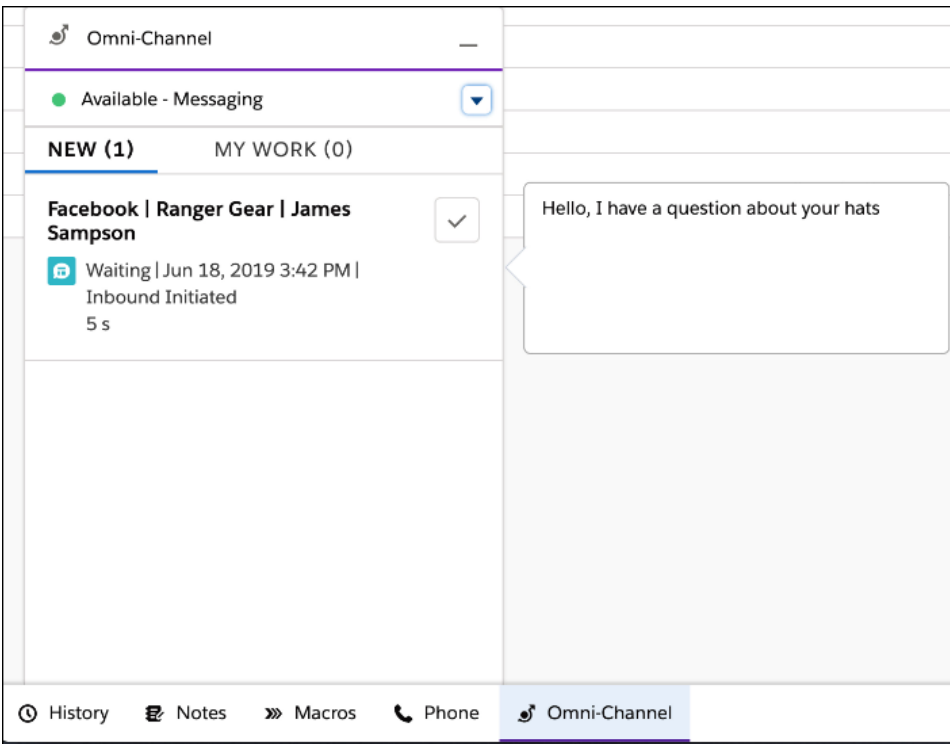 Omni-Channel
Available - Messaging
NEW (1) MY WORK (0)
Facebook | Ranger Gear | James
Sampson
Waiting | Jun 18, 2019 3:42 PM |
Inbound Initiated
5 s
Hello, I have a question about your hats
History Notes Macros Phone Omni-Channel